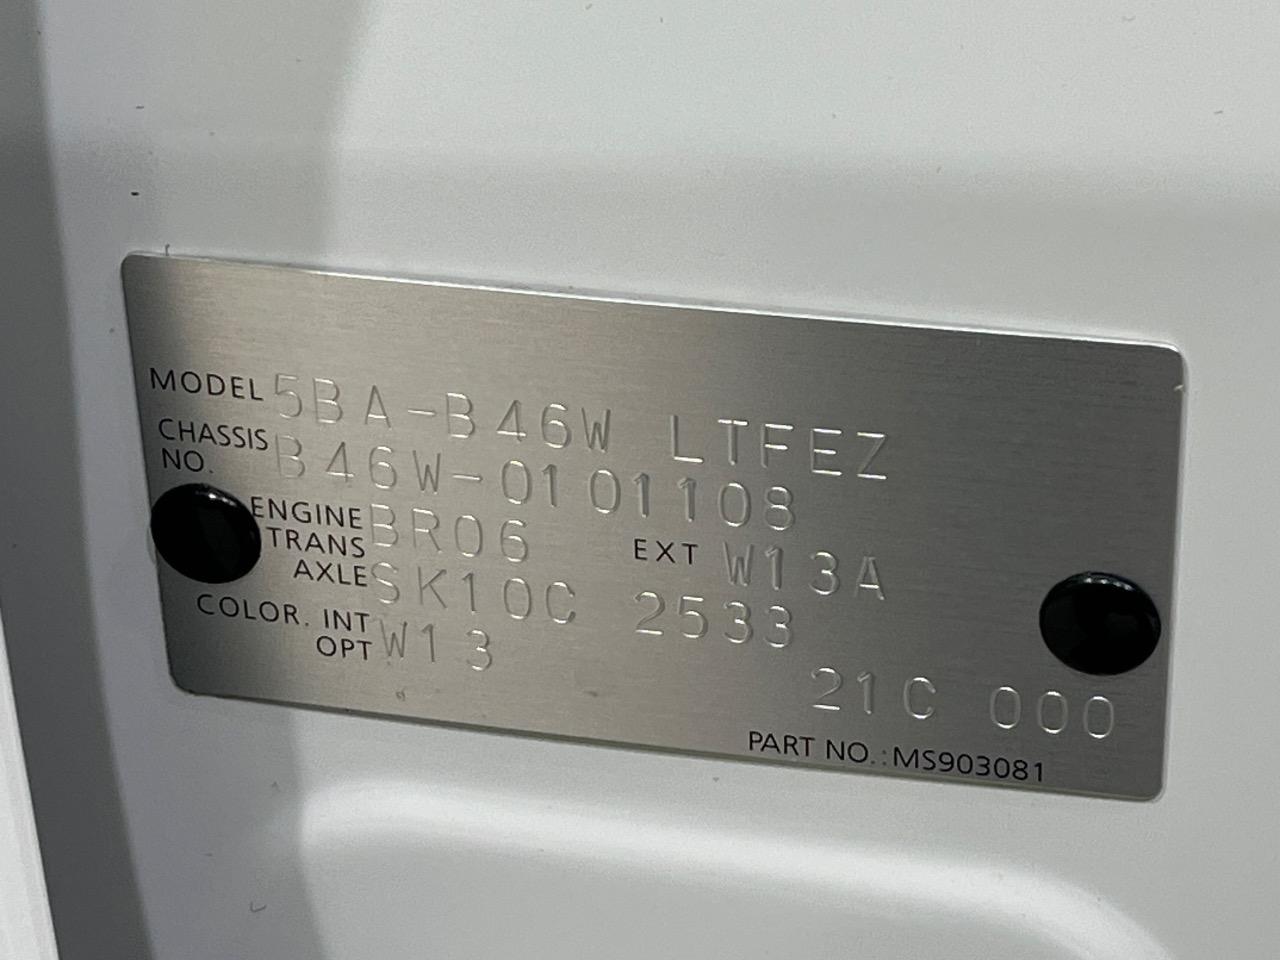 MODEL 5BA-B46W LTFEZ
CHASSIS NO. B46W-0101108
ENGINE BR06 EXT W13A
TRANS AXLE SK10C 2533
COLOR. INT OPT W13
21C 000
PART NO.:MS903081